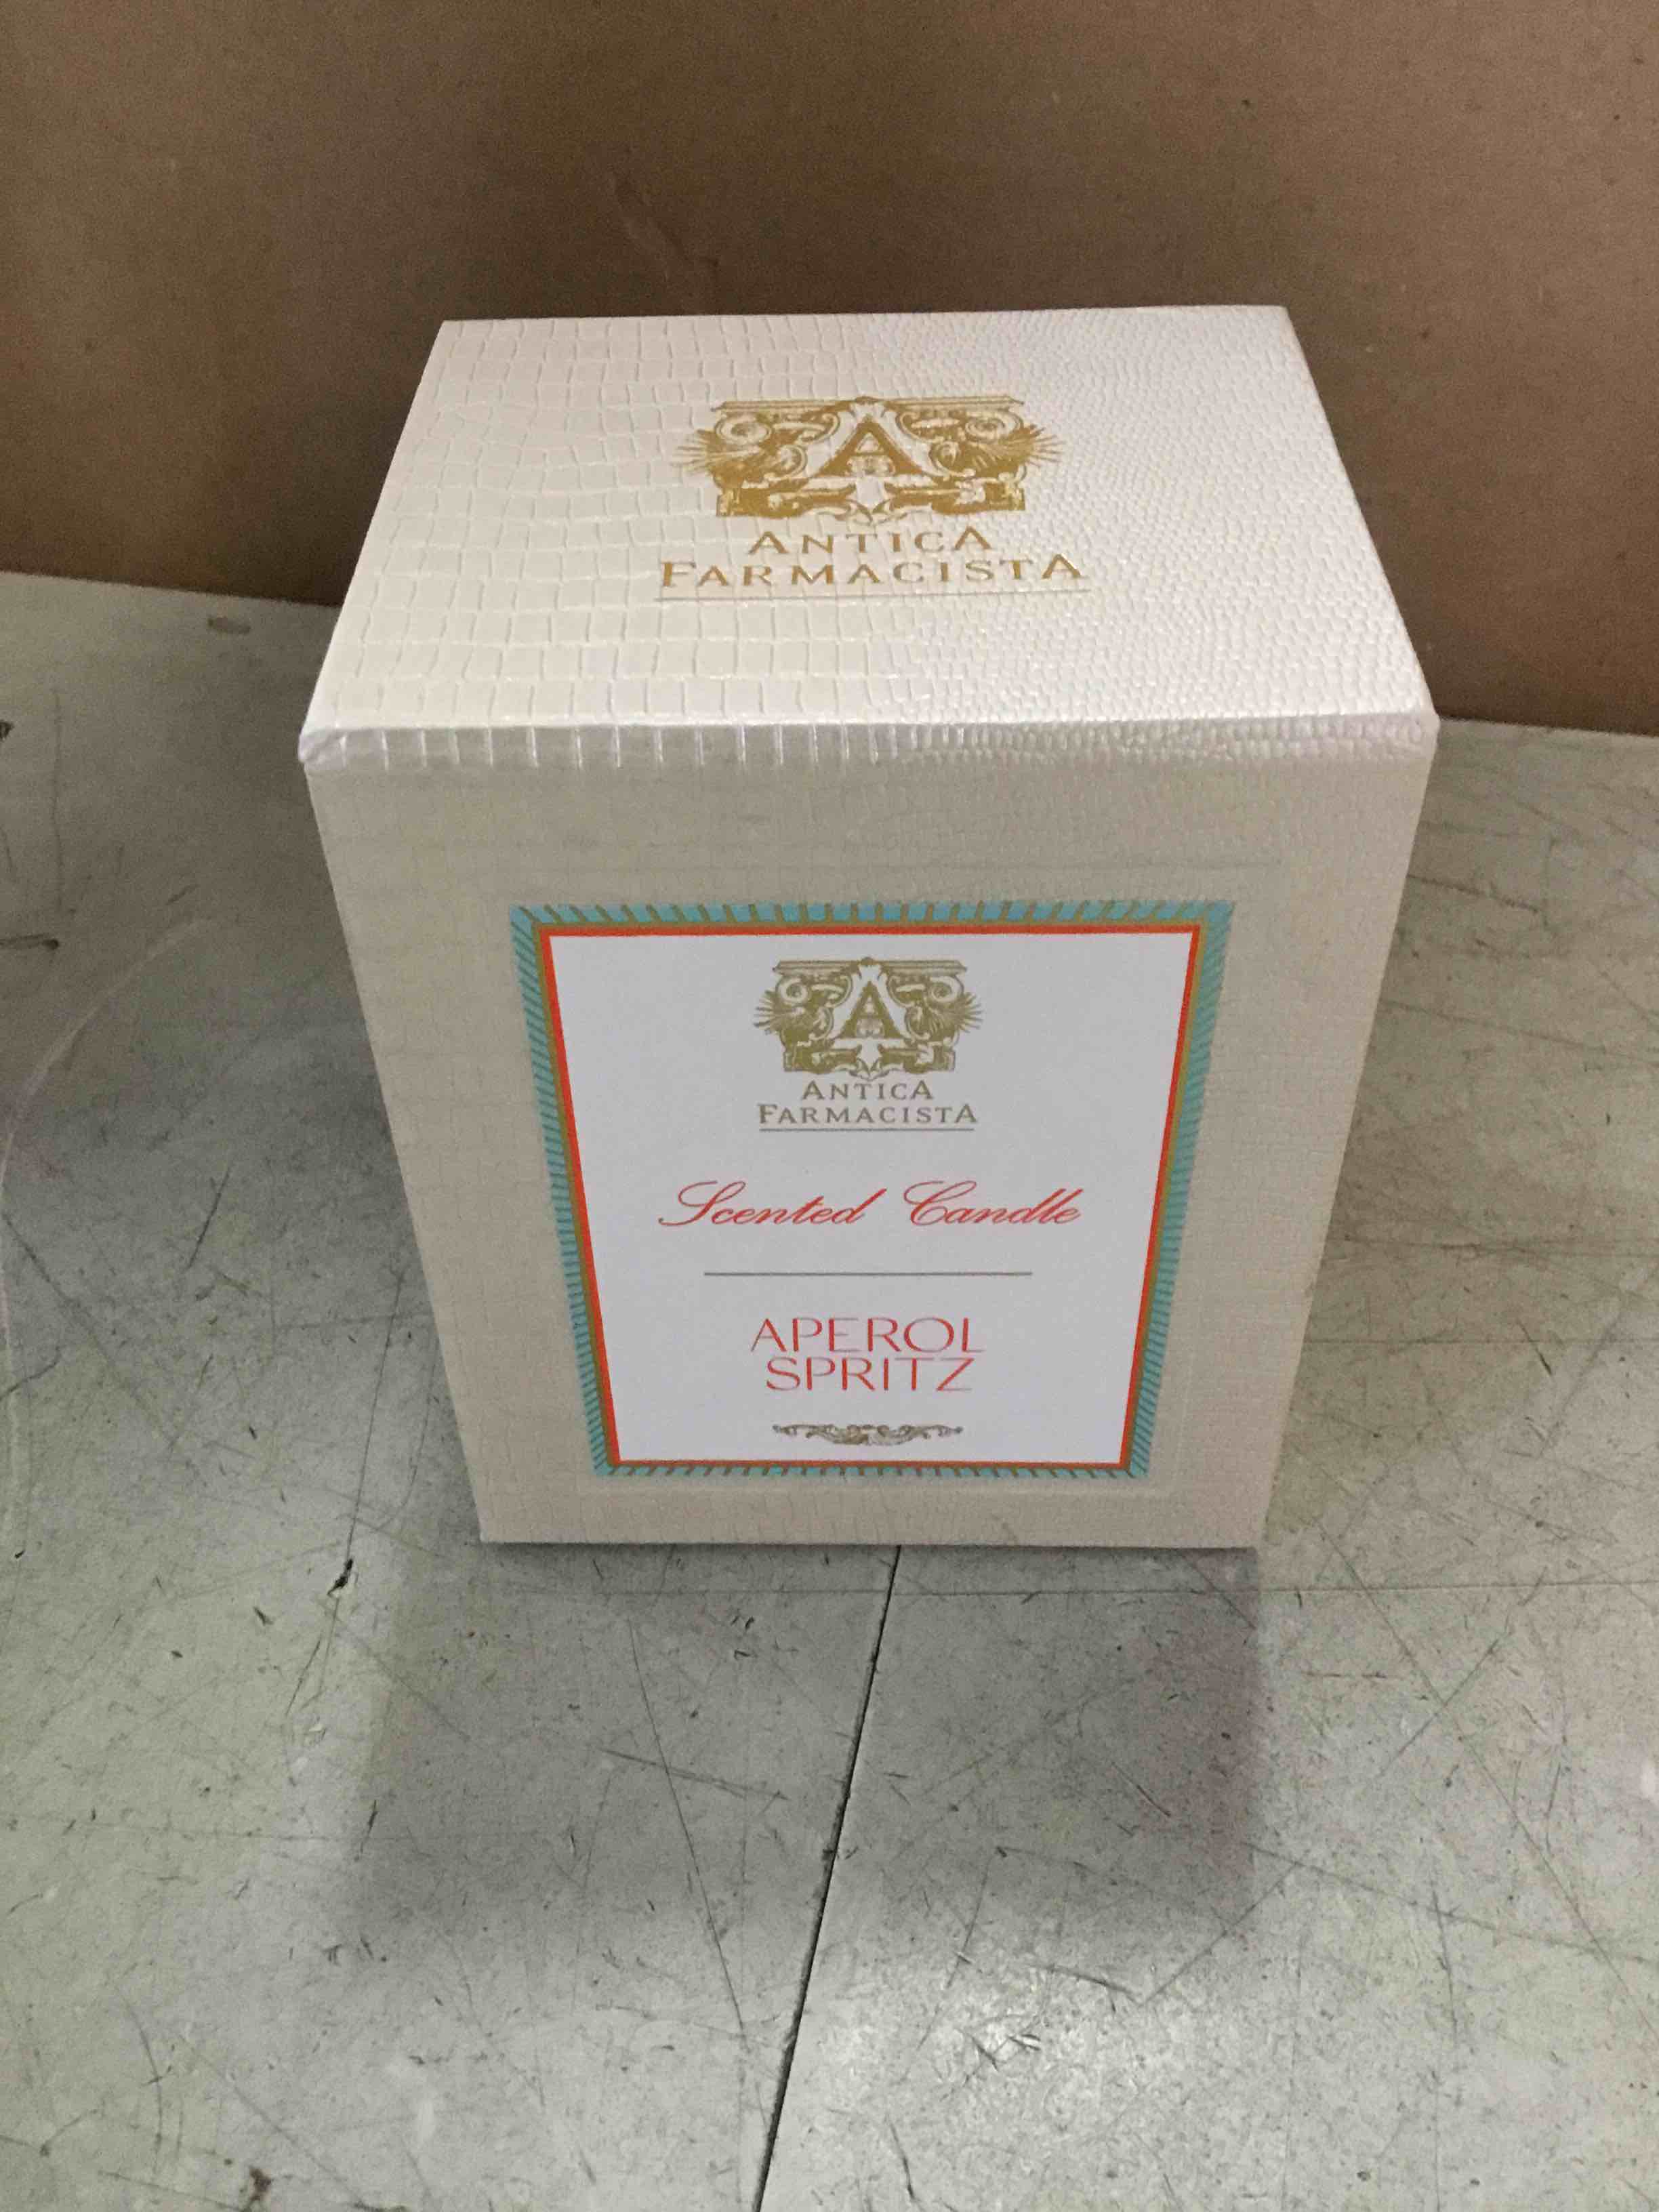 A
ANTICA
FARMACISTA
A
ANTICA
FARMACISTA
Scented Candle
APEROL
SPRITZ